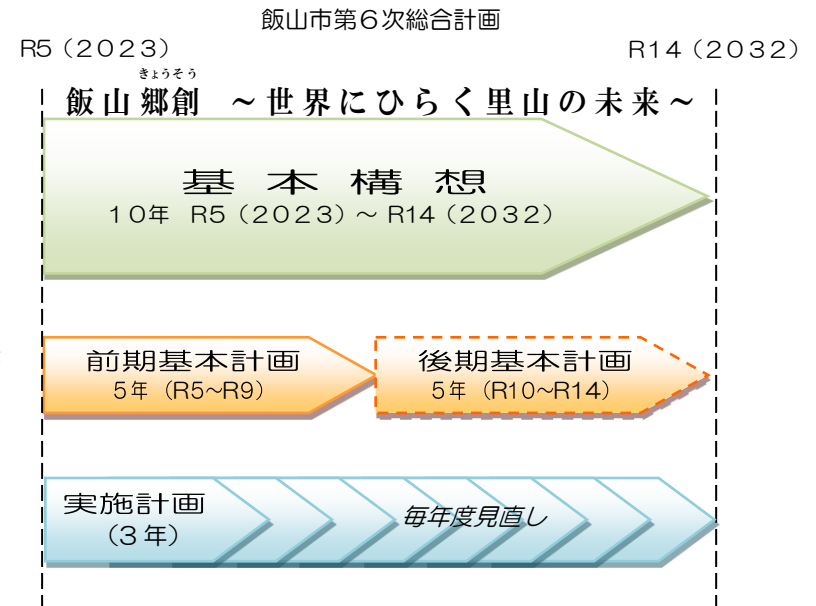 飯山市第６次総合計画
R5（２０２３）
R14（２０３２）
きょうそう
飯山郷創　～世界にひらく里山の未来～
基本構想
１０年　R5（２０２３）～R14（２０３２）
前期基本計画
5年（R5～R9）
後期基本計画
5年（R10～R14）
実施計画
（３年）
毎年度見直し